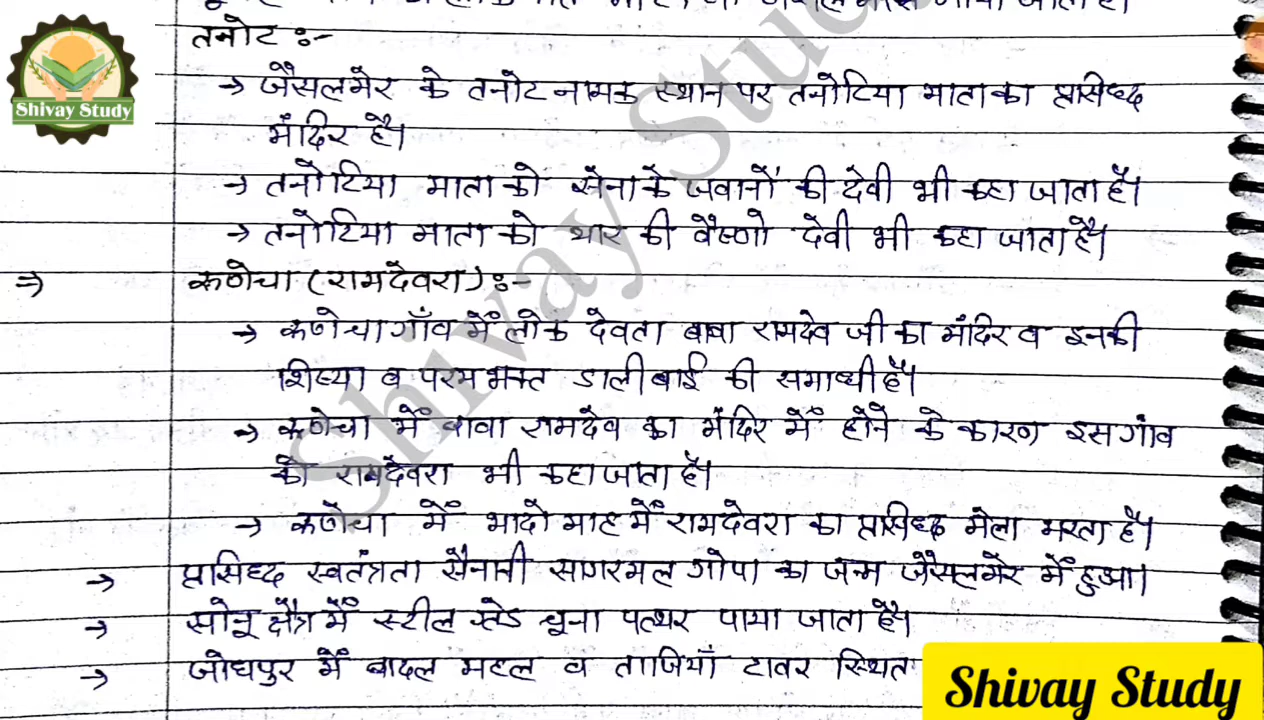 तनोट :-
→ जैसलमेर के तनोट नामक स्थान पर तनोटिया माता का प्रसिध्द
मंदिर है।
→ तनोटिया माता को सेना के जवानों की देवी भी कहा जाता है।
→ तनोटिया माता को थार की वैष्णो देवी भी कहा जाता है।
⇒ रूणेचा (रामदेवरा) :-
→ रूणेचा गाँव में लोक देवता बाबा रामदेव जी का मंदिर व इनकी
शिष्या व परम भक्त डाली बाई की समाधी है।
→ रूणेचा में बाबा रामदेव का मंदिर में होने के कारण इस गांव
को रामदेवरा भी कहा जाता है।
→ रूणेचा में भादो माह में रामदेवरा का प्रसिध्द मेला भरता है।
→ प्रसिध्द स्वतंत्रता सैनानी सागरमल गोपा का जन्म जैसलमेर में हुआ।
→ सोनू क्षैत्र में स्टील ग्रेड चूना पत्थर पाया जाता है।
→ जोधपुर में बादल महल व ताजियाँ टावर स्थित
Shivay Study
Shivay Study
Shivay Study